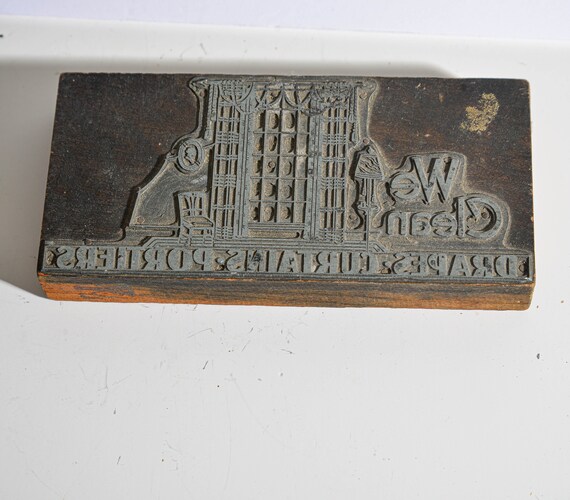 We
Clean
DRAPES · CURTAINS · PORTIERS